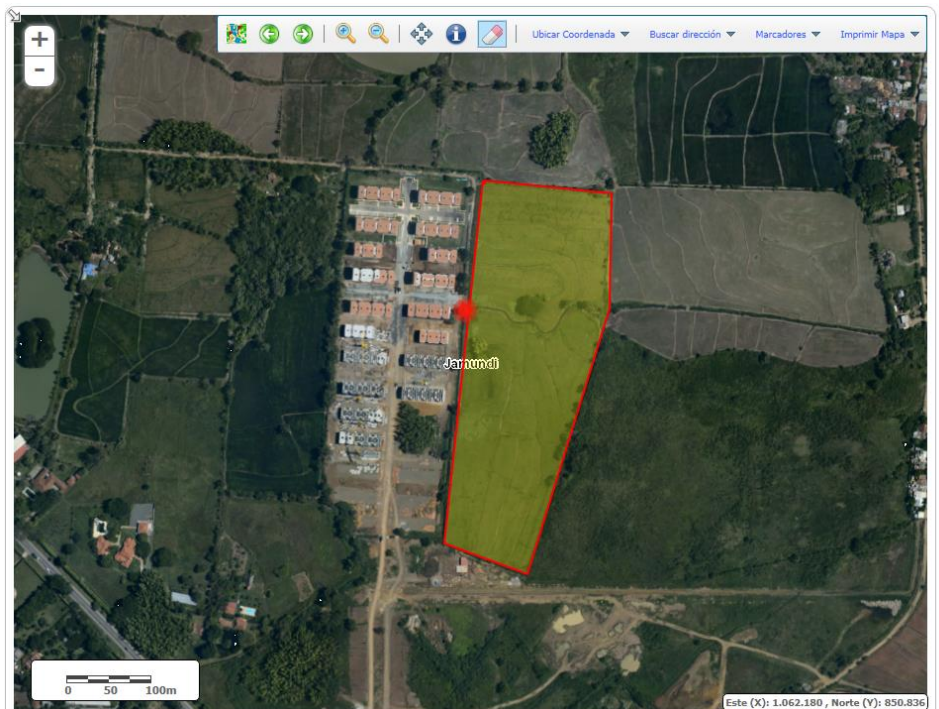 +
Ubicar Coordenada Buscar dirección Marcadores Imprimir Mapa
-
Jamundí
0 50 100m
Este (X): 1.062.180 , Norte (Y): 850.836